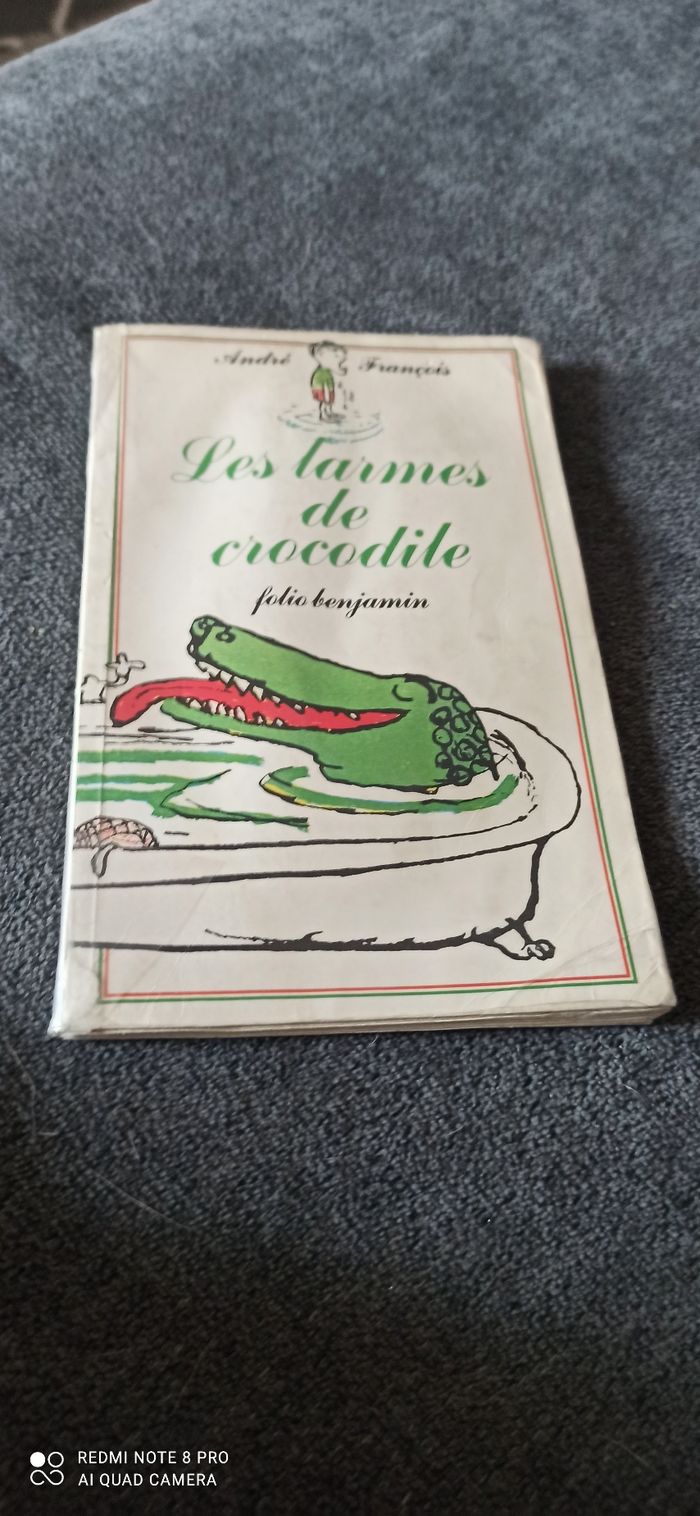 André François
Les larmes
de
crocodile
folio benjamin
REDMI NOTE 8 PRO
AI QUAD CAMERA